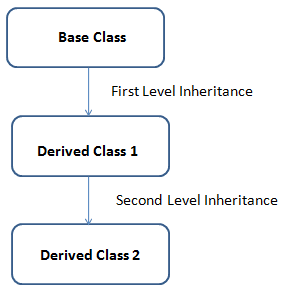 Base Class
First Level Inheritance
Derived Class 1
Second Level Inheritance
Derived Class 2